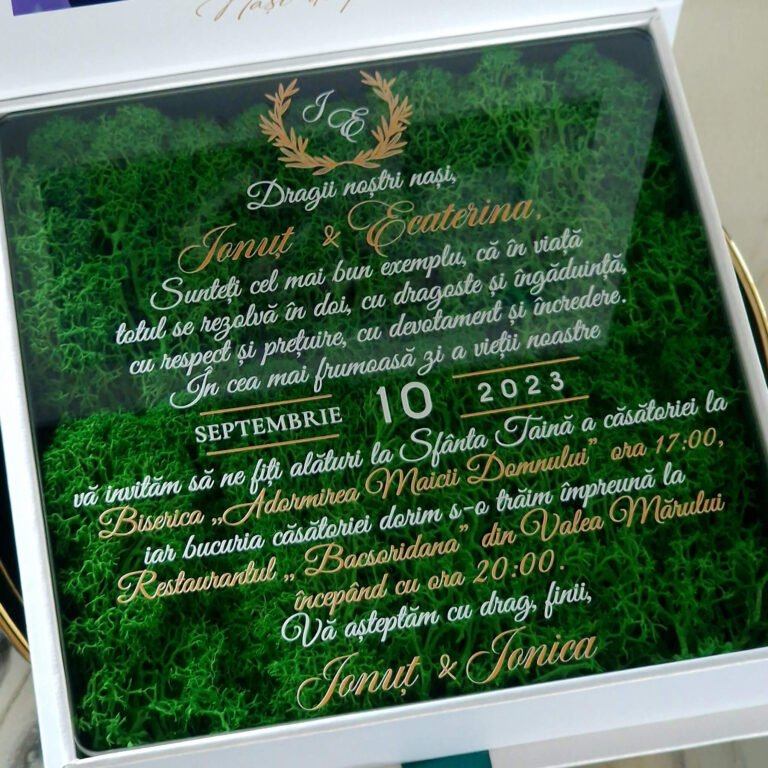 Nași de
I E
Dragii noștri nași,
Ionuț & Ecaterina,
Sunteți cel mai bun exemplu, că în viață
totul se rezolvă în doi, cu dragoste și îngăduință,
cu respect și prețuire, cu devotament și încredere.
În cea mai frumoasă zi a vieții noastre
SEPTEMBRIE 10 2023
vă invităm să ne fiți alături la Sfânta Taină a căsătoriei la
Biserica „Adormirea Maicii Domnului” ora 17:00,
iar bucuria căsătoriei dorim s-o trăim împreună la
Restaurantul „ Bacsoridana” din Valea Mărului
începând cu ora 20:00.
Vă așteptăm cu drag, finii,
Ionuț & Ionica